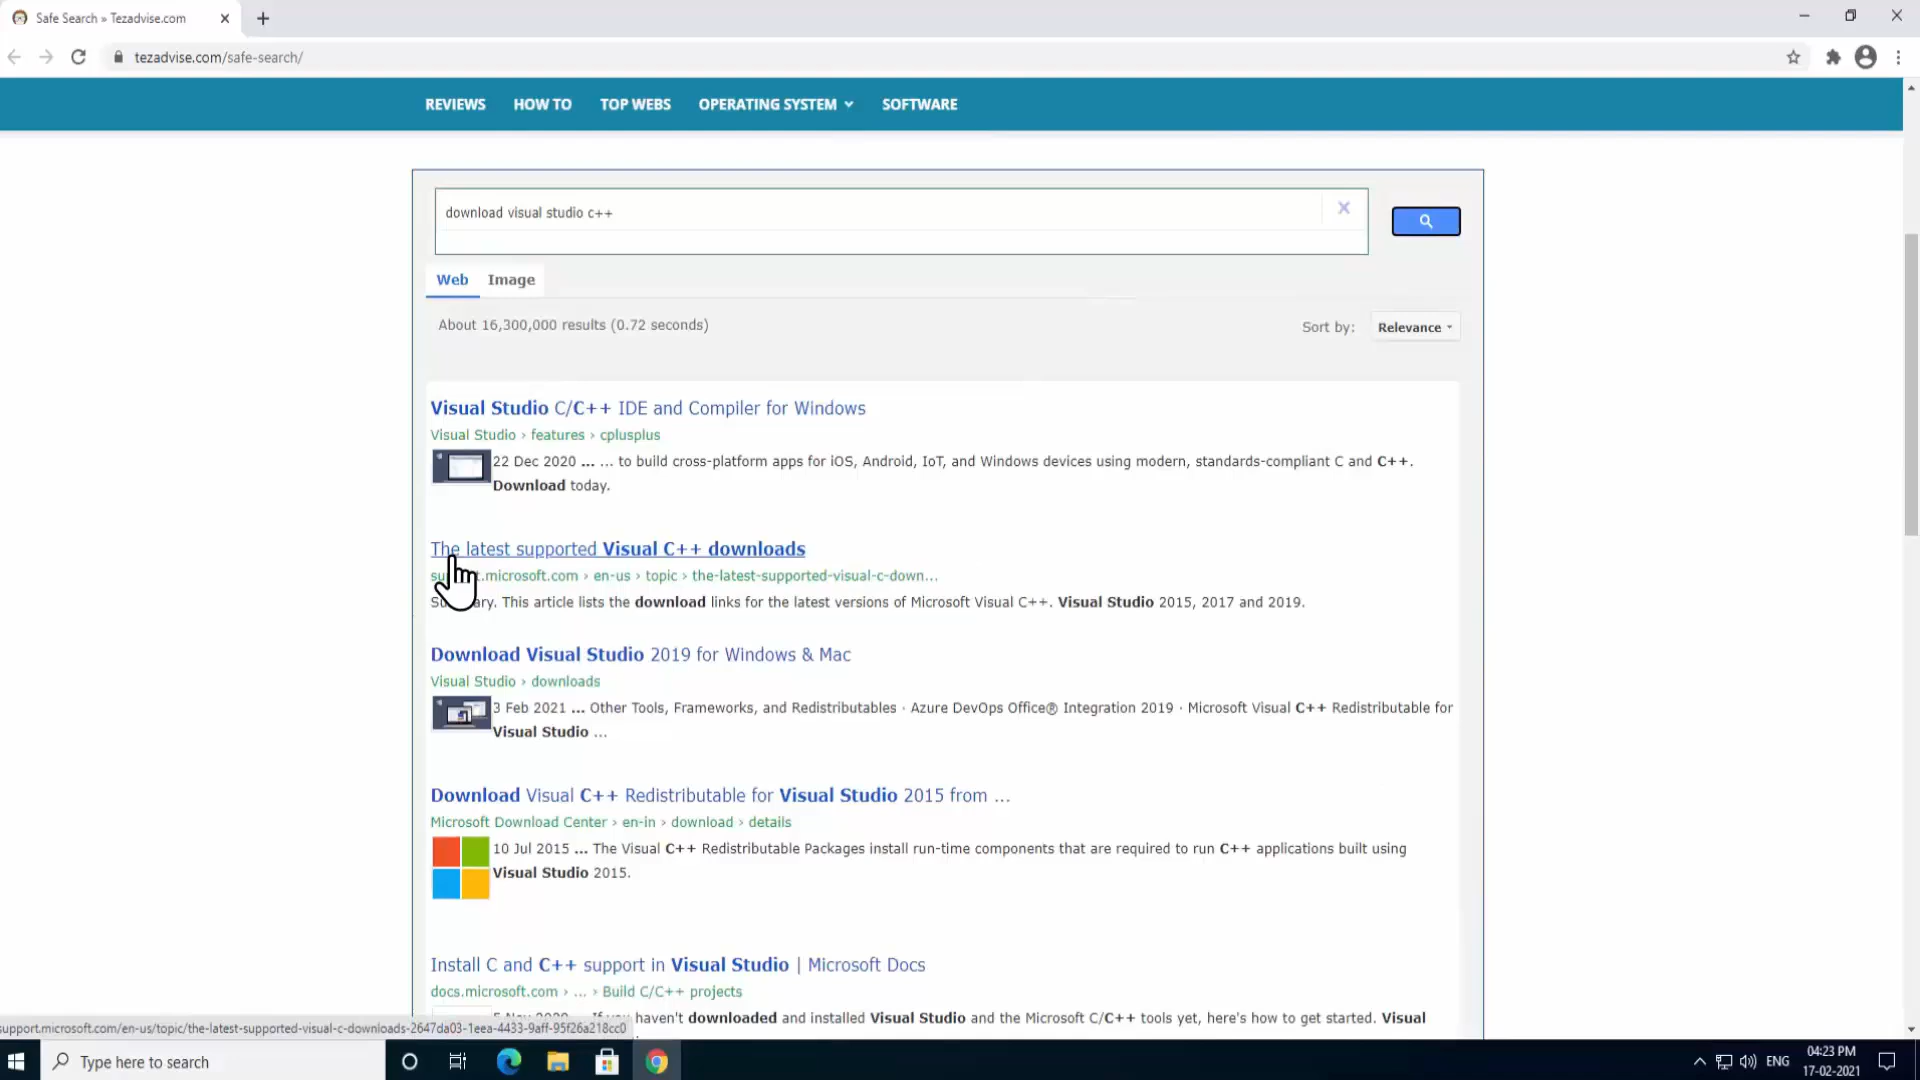 Safe Search » Tezadvise.com
tezadvise.com/safe-search/
REVIEWS HOW TO TOP WEBS OPERATING SYSTEM SOFTWARE
download visual studio c++
Web Image
About 16,300,000 results (0.72 seconds)
Sort by: Relevance
Visual Studio C/C++ IDE and Compiler for Windows
Visual Studio › features › cplusplus
22 Dec 2020 ... ... to build cross-platform apps for iOS, Android, IoT, and Windows devices using modern, standards-compliant C and C++.
Download today.
The latest supported Visual C++ downloads
.microsoft.com › en-us › topic › the-latest-supported-visual-c-down...
This article lists the download links for the latest versions of Microsoft Visual C++. Visual Studio 2015, 2017 and 2019.
Download Visual Studio 2019 for Windows & Mac
Visual Studio › downloads
3 Feb 2021 ... Other Tools, Frameworks, and Redistributables · Azure DevOps Office® Integration 2019 · Microsoft Visual C++ Redistributable for
Visual Studio ...
Download Visual C++ Redistributable for Visual Studio 2015 from ...
Microsoft Download Center › en-in › download › details
10 Jul 2015 ... The Visual C++ Redistributable Packages install run-time components that are required to run C++ applications built using
Visual Studio 2015.
Install C and C++ support in Visual Studio | Microsoft Docs
docs.microsoft.com › ... › Build C/C++ projects
haven't downloaded and installed Visual Studio and the Microsoft C/C++ tools yet, here's how to get started. Visual
support.microsoft.com/en-us/topic/the-latest-supported-visual-c-downloads-2647da03-1eea-4433-9aff-95f26a218cc0
Type here to search
ENG
04:23 PM
17-02-2021